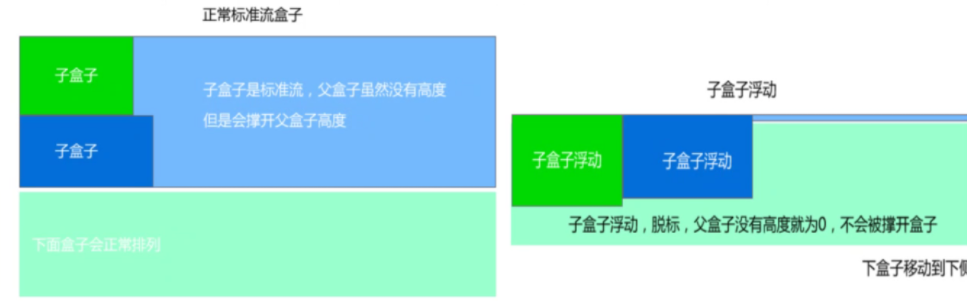 正常标准流盒子
子盒子
子盒子是标准流，父盒子虽然没有高度
但是会撑开父盒子高度
子盒子
下面盒子会正常排列
子盒子浮动
子盒子浮动
子盒子浮动
子盒子浮动，脱标，父盒子没有高度就为0，不会被撑开盒子
下盒子移动到下侧